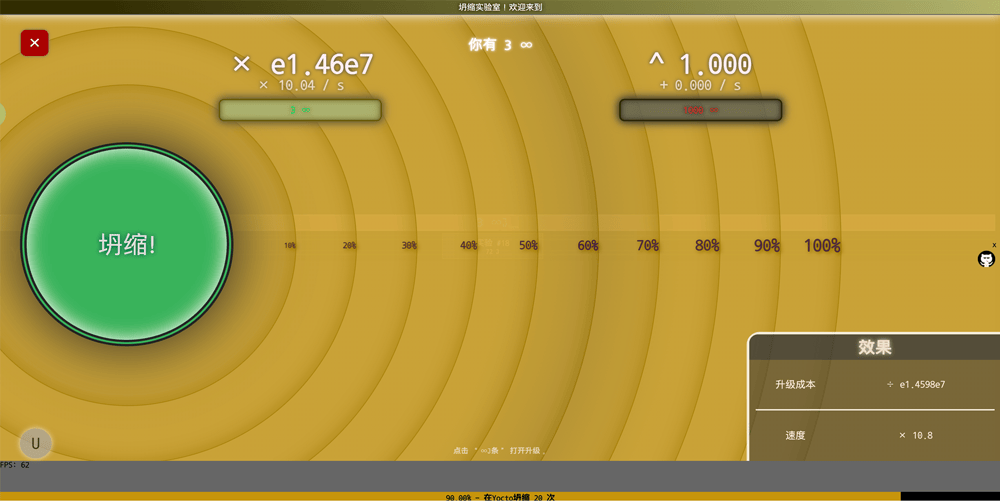 坍缩实验室！欢迎来到
×
你有 3 ∞
× e1.46e7
× 10.04 / s
3 ∞
^ 1.000
+ 0.000 / s
坍缩!
10% 20% 30% 40% 50% 60% 70% 80% 90% 100%
x
效果
升级成本 ÷ e1.4598e7
速度 × 10.8
U
FPS: 62
90.00% - 在Yocto坍缩 20 次